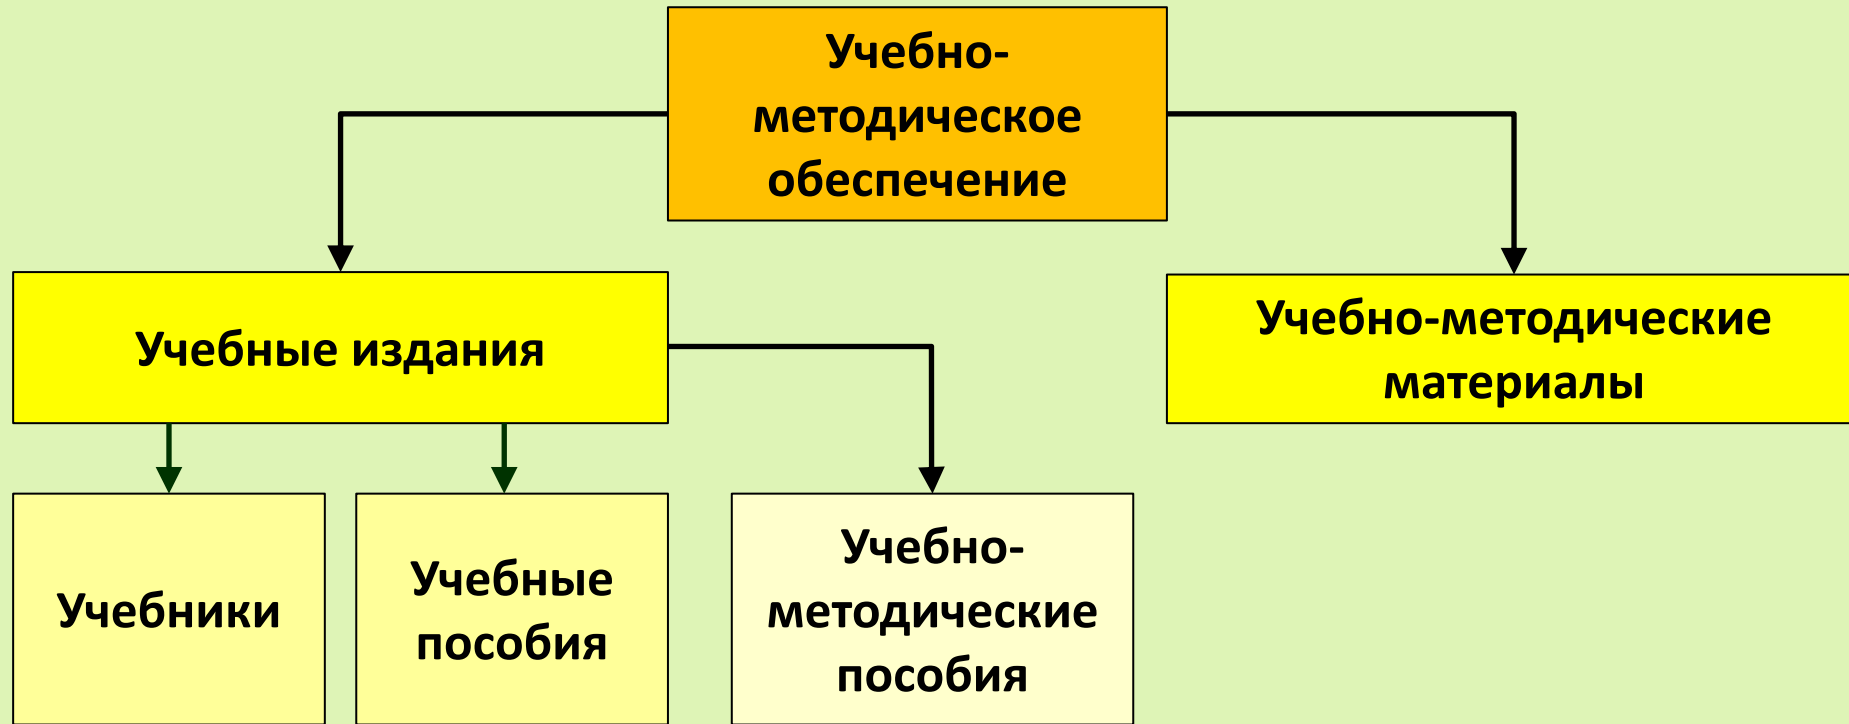 Учебно-
методическое
обеспечение
Учебные издания
Учебно-методические
материалы
Учебники
Учебные
пособия
Учебно-
методические
пособия